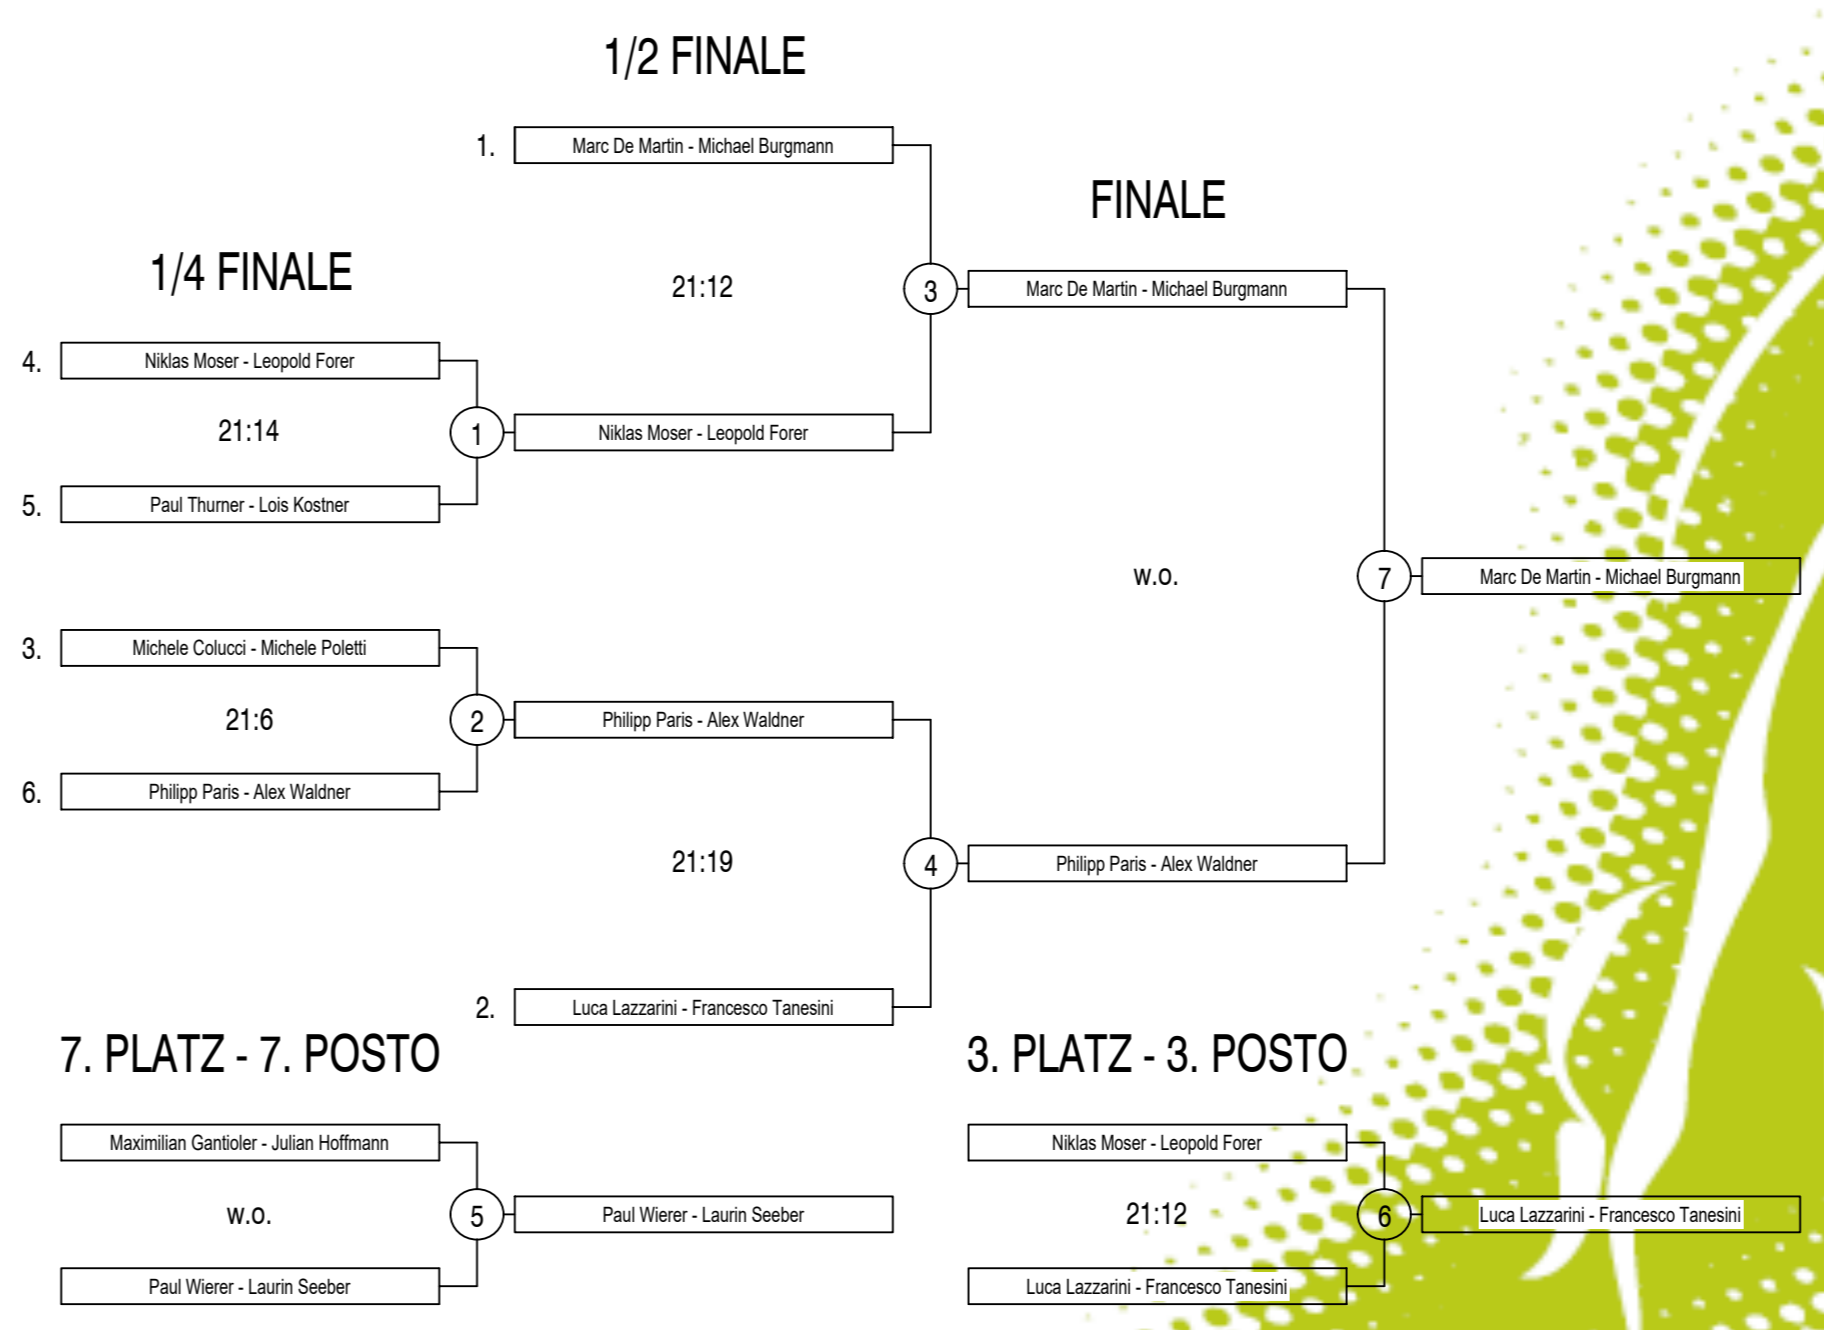 1/2 FINALE
1. Marc De Martin - Michael Burgmann
FINALE
1/4 FINALE
21:12
3
Marc De Martin - Michael Burgmann
4. Niklas Moser - Leopold Forer
21:14
1
Niklas Moser - Leopold Forer
5. Paul Thurner - Lois Kostner
w.o.
7
Marc De Martin - Michael Burgmann
3. Michele Colucci - Michele Poletti
21:6
2
Philipp Paris - Alex Waldner
6. Philipp Paris - Alex Waldner
21:19
4
Philipp Paris - Alex Waldner
2. Luca Lazzarini - Francesco Tanesini
7. PLATZ - 7. POSTO
Maximilian Gantioler - Julian Hoffmann
w.o.
5
Paul Wierer - Laurin Seeber
Paul Wierer - Laurin Seeber
3. PLATZ - 3. POSTO
Niklas Moser - Leopold Forer
21:12
6
Luca Lazzarini - Francesco Tanesini
Luca Lazzarini - Francesco Tanesini